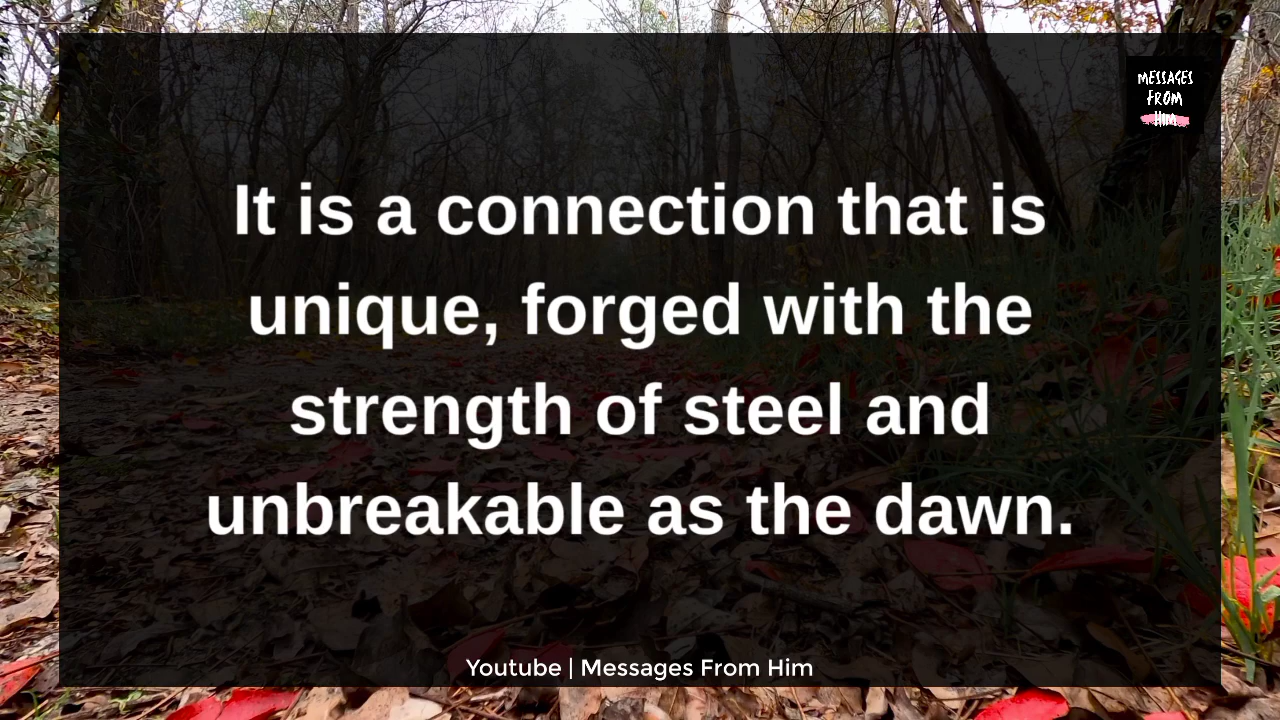 MESSAGES
FROM
Him
It is a connection that is
unique, forged with the
strength of steel and
unbreakable as the dawn.
Youtube | Messages From Him